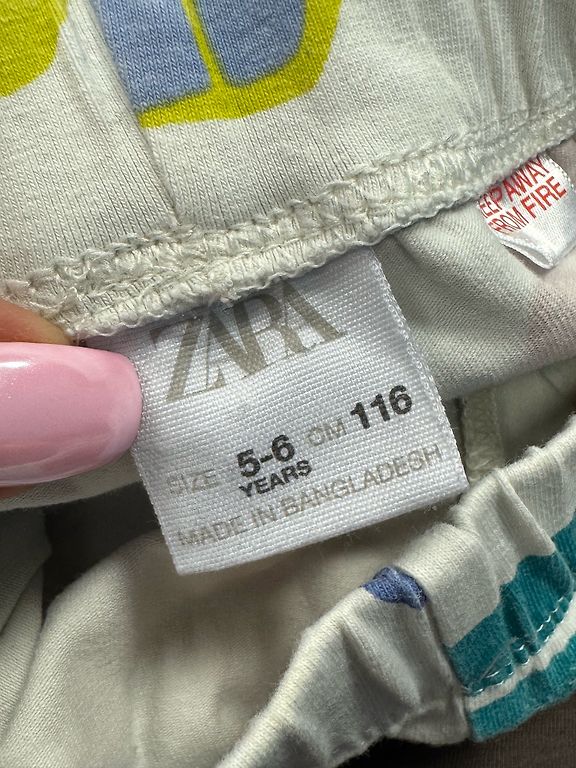 ZARA
SIZE 5-6 YEARS CM 116
MADE IN BANGLADESH
KEEP AWAY
FROM FIRE